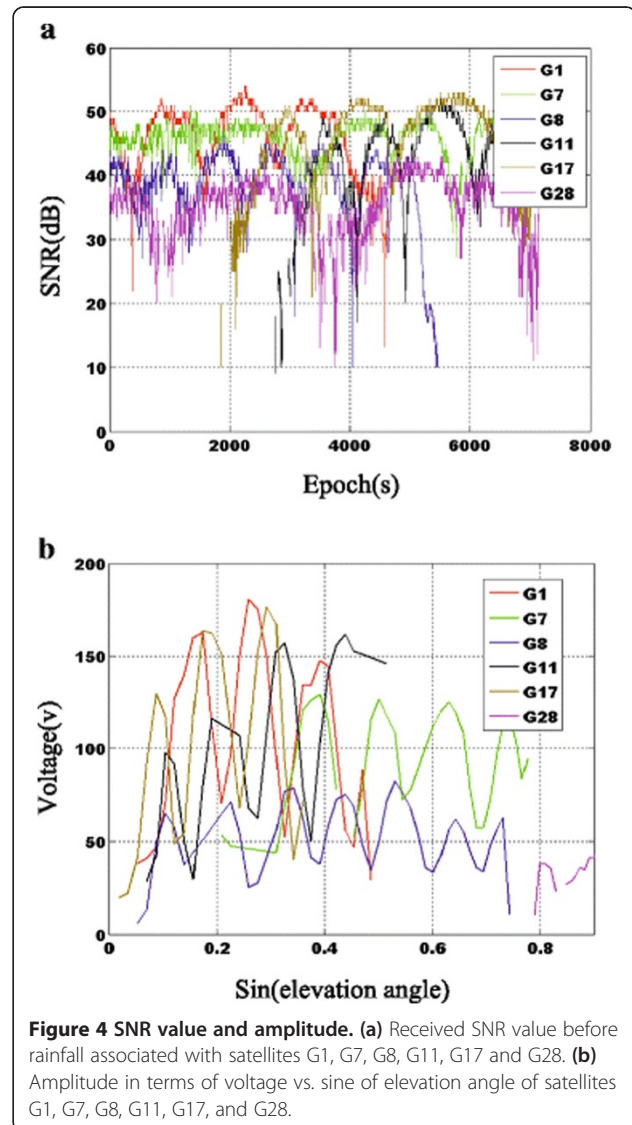 a
60
50
40
30
20
10
0
SNR(dB)
G1
G7
G8
G11
G17
G28
0 2000 4000 6000 8000
Epoch(s)
b
200
150
100
50
0
Voltage(v)
G1
G7
G8
G11
G17
G28
0 0.2 0.4 0.6 0.8
Sin(elevation angle)
Figure 4 SNR value and amplitude. (a) Received SNR value before
rainfall associated with satellites G1, G7, G8, G11, G17 and G28. (b)
Amplitude in terms of voltage vs. sine of elevation angle of satellites
G1, G7, G8, G11, G17, and G28.